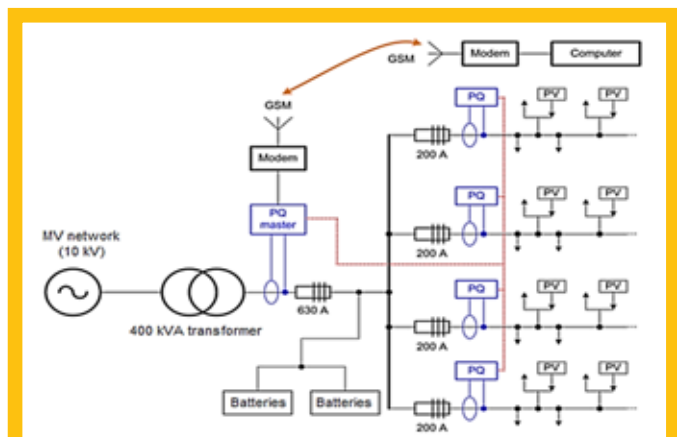 GSM
Modem
Computer
GSM
Modem
PQ
master
MV network
(10 kV)
400 kVA transformer
630 A
Batteries
Batteries
PQ
PV
PV
200 A
PQ
PV
PV
200 A
PQ
PV
PV
200 A
PQ
PV
PV
200 A